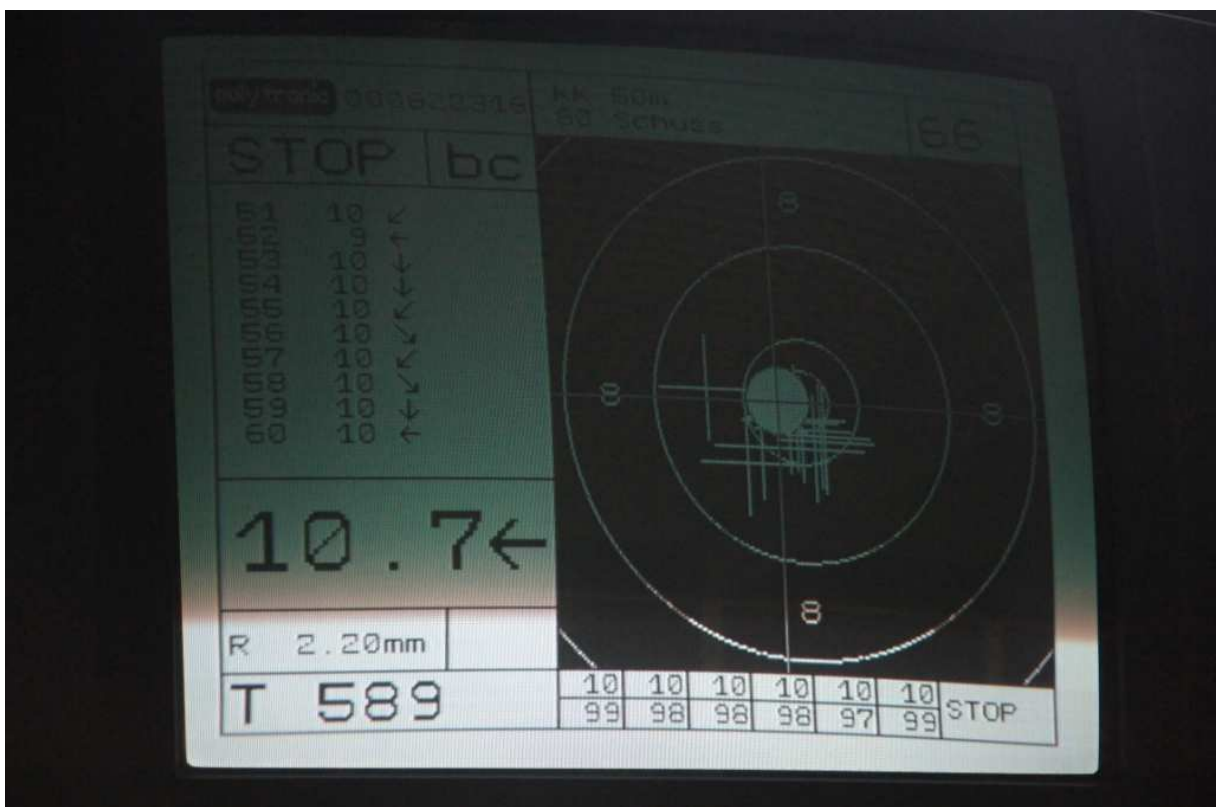 polytronic
KK 50m
60 Schuss
66
STOP bc
51 10 ↖
52 9 ↑
53 10 ←
54 10 ←
55 10 ↖
56 10 ↙
57 10 ↖
58 10 ↙
59 10 ←
60 10 ↑
10.7←
R 2.20mm
T 589
8
8
8
8
10 10 10 10 10 10
99 98 98 98 97 99
STOP